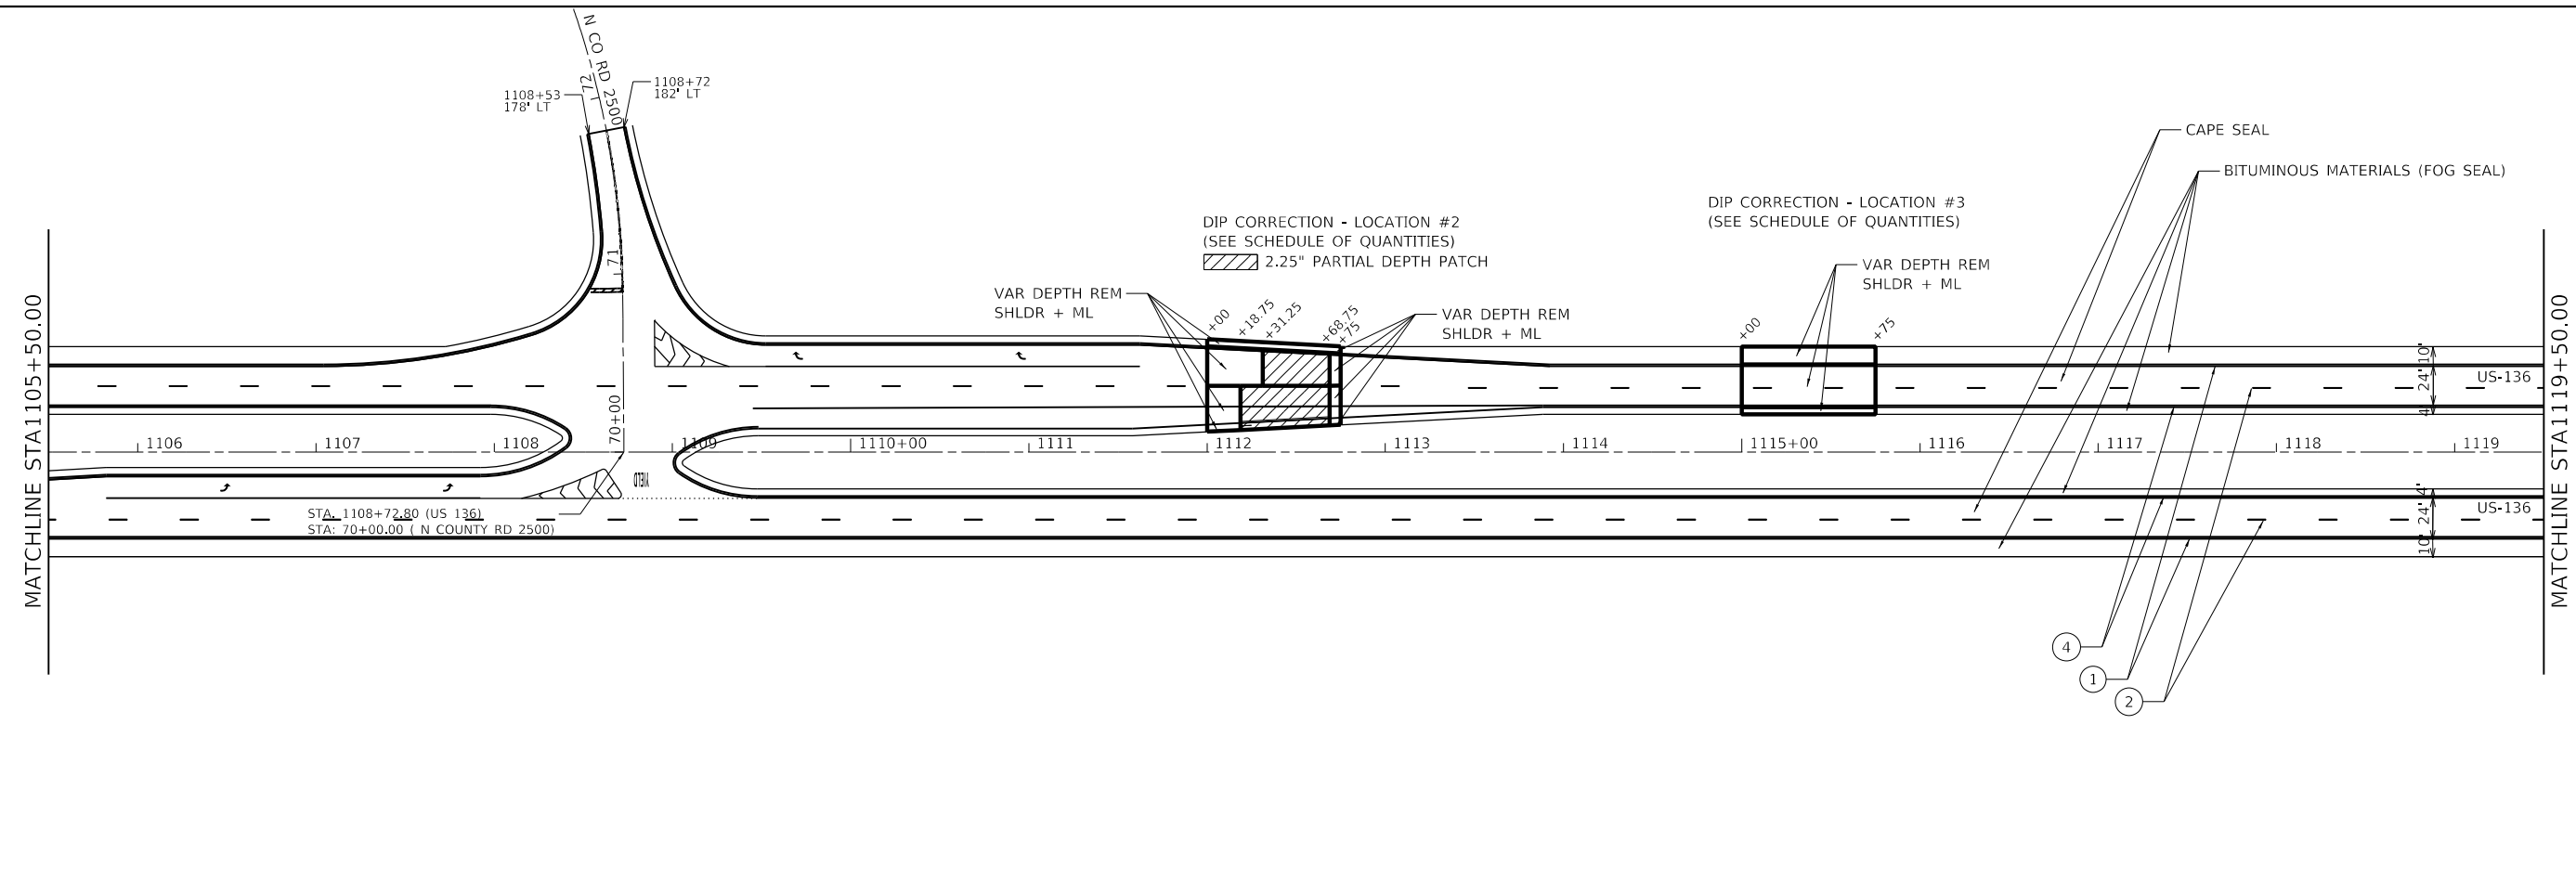 N CO RD 2500
72
1108+53
178' LT
1108+72
182' LT
71
70+00
CAPE SEAL
BITUMINOUS MATERIALS (FOG SEAL)
DIP CORRECTION - LOCATION #2
(SEE SCHEDULE OF QUANTITIES)
2.25" PARTIAL DEPTH PATCH
DIP CORRECTION - LOCATION #3
(SEE SCHEDULE OF QUANTITIES)
VAR DEPTH REM
SHLDR + ML
VAR DEPTH REM
SHLDR + ML
VAR DEPTH REM
SHLDR + ML
+00
+18.75
+31.25
+68.75
+75
+00
+75
MATCHLINE STA1105+50.00
MATCHLINE STA1119+50.00
10'
24'
4'
US-136
1106
1107
1108
1109
1110+00
1111
1112
1113
1114
1115+00
1116
1117
1118
1119
YIELD
4'
24'
10'
US-136
STA. 1108+72.80 (US 136)
STA: 70+00.00 ( N COUNTY RD 2500)
4
1
2